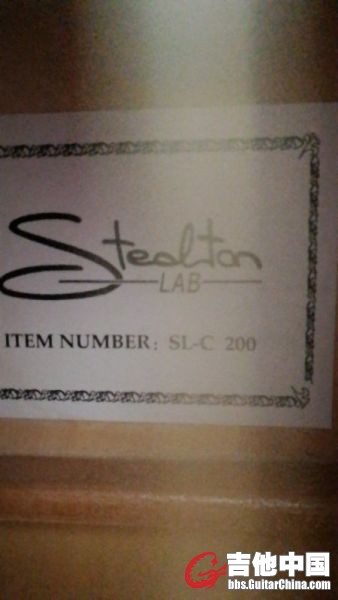 Stealton
LAB
ITEM NUMBER: SL-C 200
吉他中国
bbs.GuitarChina.com